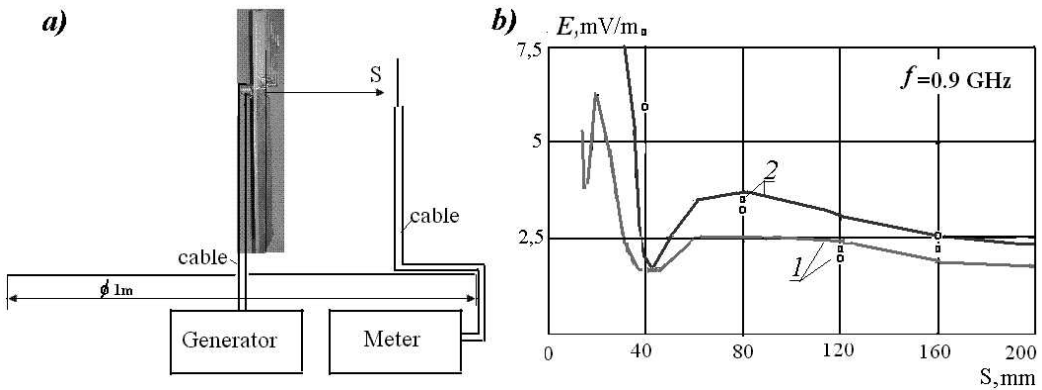 a)
S
cable
cable
ϕ 1m
Generator
Meter
b)
E,mV/m
7,5
5
2,5
f=0.9 GHz
2
1
0
40
80
120
160
200
S, mm